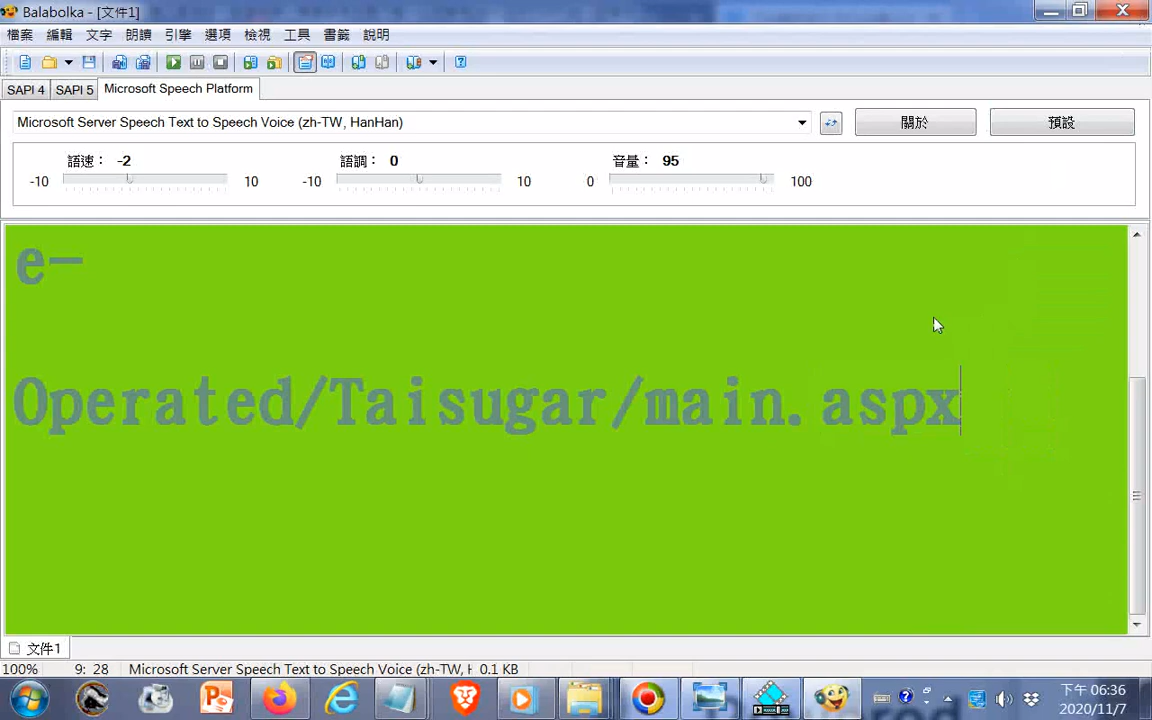 Balabolka - [文件1]
檔案 編輯 文字 朗讀 引擎 選項 檢視 工具 書籤 說明
SAPI 4 SAPI 5 Microsoft Speech Platform
Microsoft Server Speech Text to Speech Voice (zh-TW, HanHan) 關於 預設
語速： -2 語調： 0 音量： 95
-10 10 -10 10 0 100
e-
Operated/Taisugar/main.aspx
文件1
100% 9: 28 Microsoft Server Speech Text to Speech Voice (zh-TW, H 0.1 KB
下午 06:36
2020/11/7